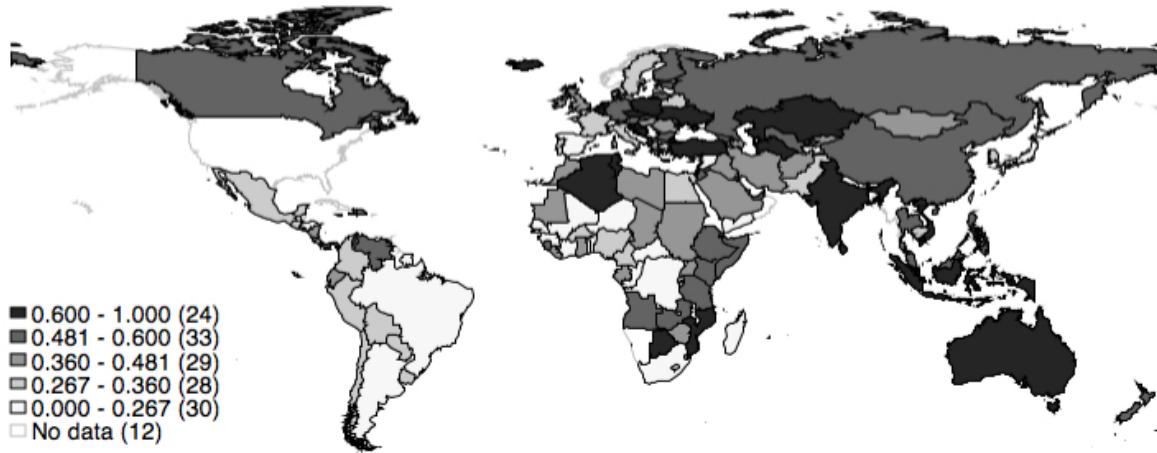 0.600 - 1.000 (24)
0.481 - 0.600 (33)
0.360 - 0.481 (29)
0.267 - 0.360 (28)
0.000 - 0.267 (30)
No data (12)